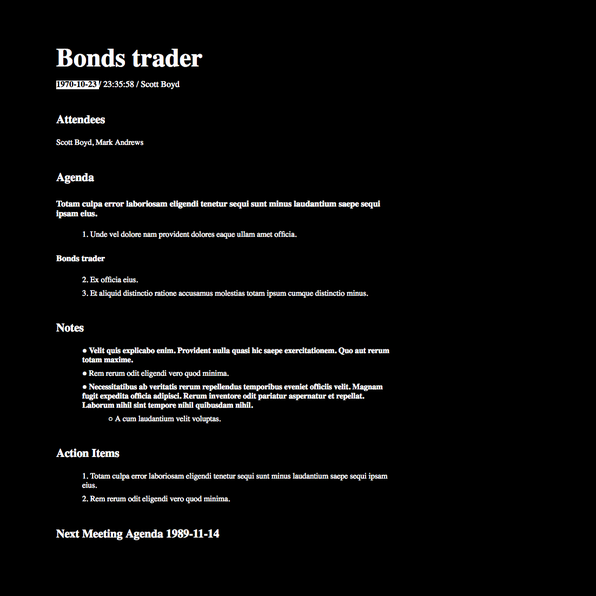 Bonds trader
1970-10-23 / 23:35:58 / Scott Boyd
Attendees
Scott Boyd, Mark Andrews
Agenda
Totam culpa error laboriosam eligendi tenetur sequi sunt minus laudantium saepe sequi
ipsam eius.
1. Unde vel dolore nam provident dolores eaque ullam amet officia.
Bonds trader
2. Ex officia eius.
3. Et aliquid distinctio ratione accusamus molestias totam ipsum cumque distinctio minus.
Notes
● Velit quis explicabo enim. Provident nulla quasi hic saepe exercitationem. Quo aut rerum
totam maxime.
● Rem rerum odit eligendi vero quod minima.
● Necessitatibus ab veritatis rerum repellendus temporibus eveniet officiis velit. Magnam
fugit expedita officia adipisci. Rerum inventore odit pariatur aspernatur et repellat.
Laborum nihil sint tempore nihil quibusdam nihil.
○ A cum laudantium velit voluptas.
Action Items
1. Totam culpa error laboriosam eligendi tenetur sequi sunt minus laudantium saepe sequi ipsam
eius.
2. Rem rerum odit eligendi vero quod minima.
Next Meeting Agenda 1989-11-14